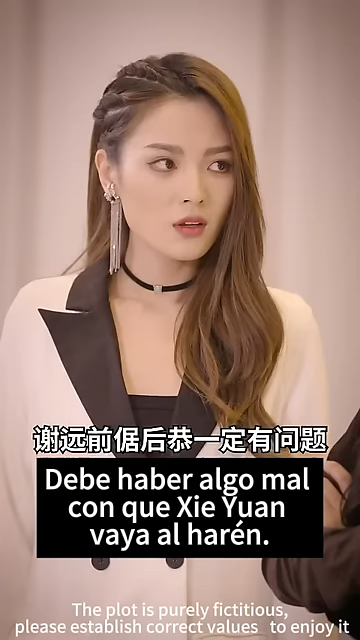 谢远前倨后恭一定有问题
Debe haber algo mal
con que Xie Yuan
vaya al harén.
The plot is purely fictitious,
please establish correct values to enjoy it